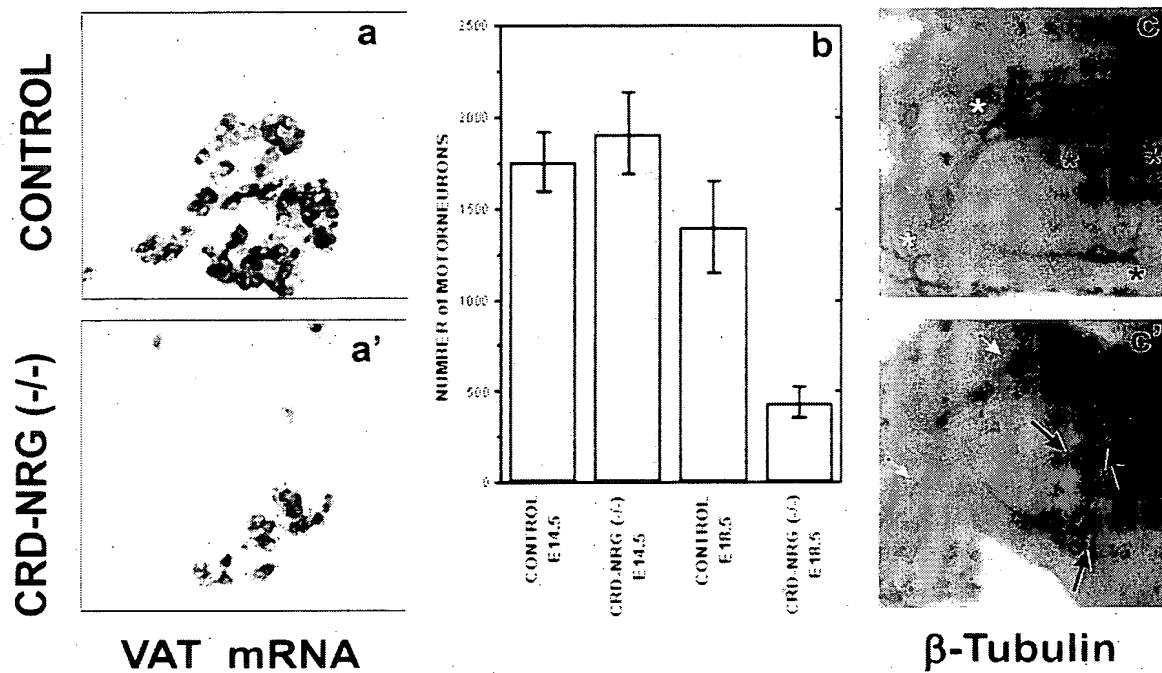 CONTROL
CRD-NRG (-/-)
a
a'
VAT mRNA
b
NUMBER of MOTORNEURONS
2500
2000
1500
1000
500
0
CONTROL
E14.5
CRD-NRG (-/-)
E14.5
CONTROL
E18.5
CRD-NRG (-/-)
E18.5
c
*
*
*
*
*
c'
β-Tubulin